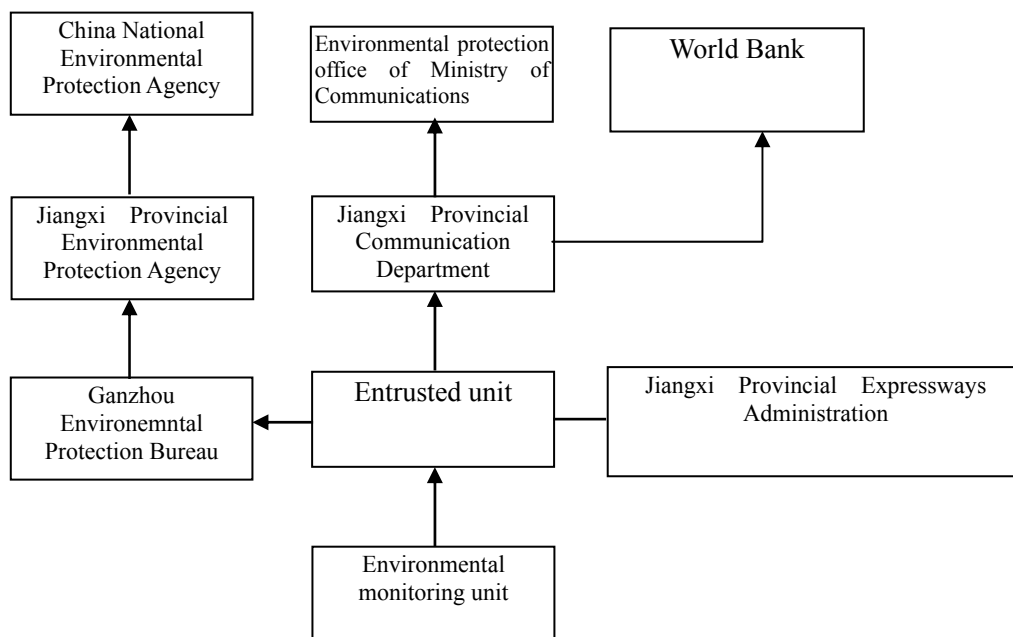 China National
Environmental
Protection Agency
Environmental protection
office of Ministry of
Communications
World Bank
Jiangxi Provincial
Environmental
Protection Agency
Jiangxi Provincial
Communication
Department
Ganzhou
Environemntal
Protection Bureau
Entrusted unit
Jiangxi Provincial Expressways
Administration
Environmental
monitoring unit